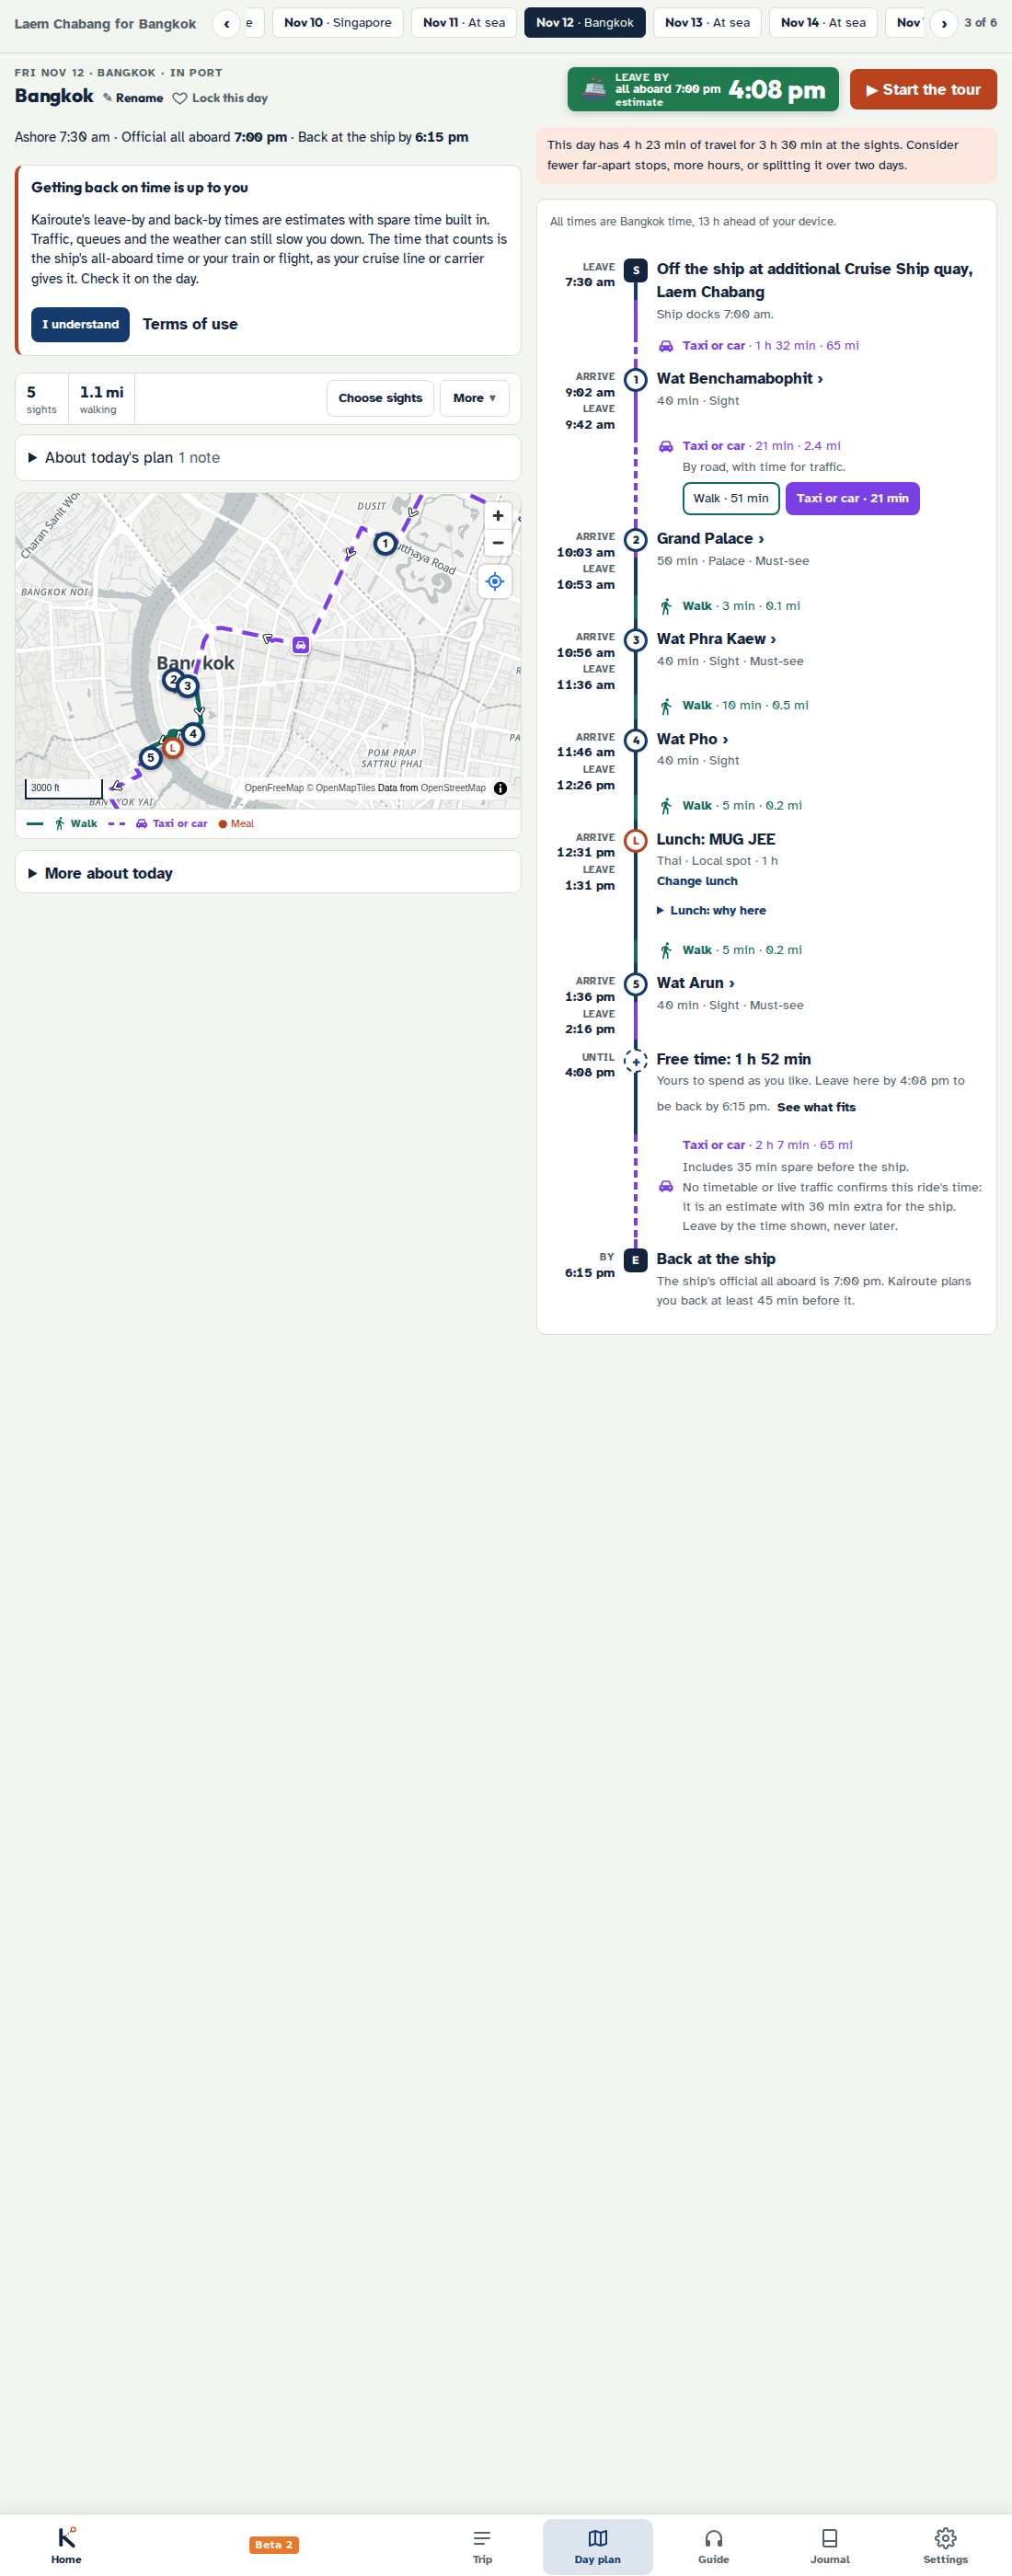 Laem Chabang for Bangkok
‹
e
Nov 10 · Singapore
Nov 11 · At sea
Nov 12 · Bangkok
Nov 13 · At sea
Nov 14 · At sea
Nov
›
3 of 6
FRI NOV 12 · BANGKOK · IN PORT
Bangkok ✎ Rename ♡ Lock this day
LEAVE BY
all aboard 7:00 pm
estimate
4:08 pm
▶ Start the tour
Ashore 7:30 am · Official all aboard 7:00 pm · Back at the ship by 6:15 pm
Getting back on time is up to you
Kairoute's leave-by and back-by times are estimates with spare time built in.
Traffic, queues and the weather can still slow you down. The time that counts is
the ship's all-aboard time or your train or flight, as your cruise line or carrier
gives it. Check it on the day.
I understand
Terms of use
5
sights
1.1 mi
walking
Choose sights
More ▼
▶ About today's plan 1 note
Charan Sanit Wo
DUSIT
utthaya Road
BANGKOK NOI
Bangkok
1
2
3
4
L
5
R
PA
POM PRAP
SATTRU PHAI
BANGKOK YAI
+
−
3000 ft
OpenFreeMap © OpenMapTiles Data from OpenStreetMap
Walk
Taxi or car
Meal
▶ More about today
This day has 4 h 23 min of travel for 3 h 30 min at the sights. Consider
fewer far-apart stops, more hours, or splitting it over two days.
All times are Bangkok time, 13 h ahead of your device.
LEAVE
7:30 am
S
Off the ship at additional Cruise Ship quay,
Laem Chabang
Ship docks 7:00 am.
Taxi or car · 1 h 32 min · 65 mi
ARRIVE
9:02 am
LEAVE
9:42 am
1
Wat Benchamabophit ›
40 min · Sight
Taxi or car · 21 min · 2.4 mi
By road, with time for traffic.
Walk · 51 min
Taxi or car · 21 min
ARRIVE
10:03 am
LEAVE
10:53 am
2
Grand Palace ›
50 min · Palace · Must-see
Walk · 3 min · 0.1 mi
ARRIVE
10:56 am
LEAVE
11:36 am
3
Wat Phra Kaew ›
40 min · Sight · Must-see
Walk · 10 min · 0.5 mi
ARRIVE
11:46 am
LEAVE
12:26 pm
4
Wat Pho ›
40 min · Sight
Walk · 5 min · 0.2 mi
ARRIVE
12:31 pm
LEAVE
1:31 pm
L
Lunch: MUG JEE
Thai · Local spot · 1 h
Change lunch
▶ Lunch: why here
Walk · 5 min · 0.2 mi
ARRIVE
1:36 pm
LEAVE
2:16 pm
5
Wat Arun ›
40 min · Sight · Must-see
UNTIL
4:08 pm
+
Free time: 1 h 52 min
Yours to spend as you like. Leave here by 4:08 pm to
be back by 6:15 pm. See what fits
Taxi or car · 2 h 7 min · 65 mi
Includes 35 min spare before the ship.
No timetable or live traffic confirms this ride's time:
it is an estimate with 30 min extra for the ship.
Leave by the time shown, never later.
BY
6:15 pm
E
Back at the ship
The ship's official all aboard is 7:00 pm. Kairoute plans
you back at least 45 min before it.
Home
Beta 2
Trip
Day plan
Guide
Journal
Settings